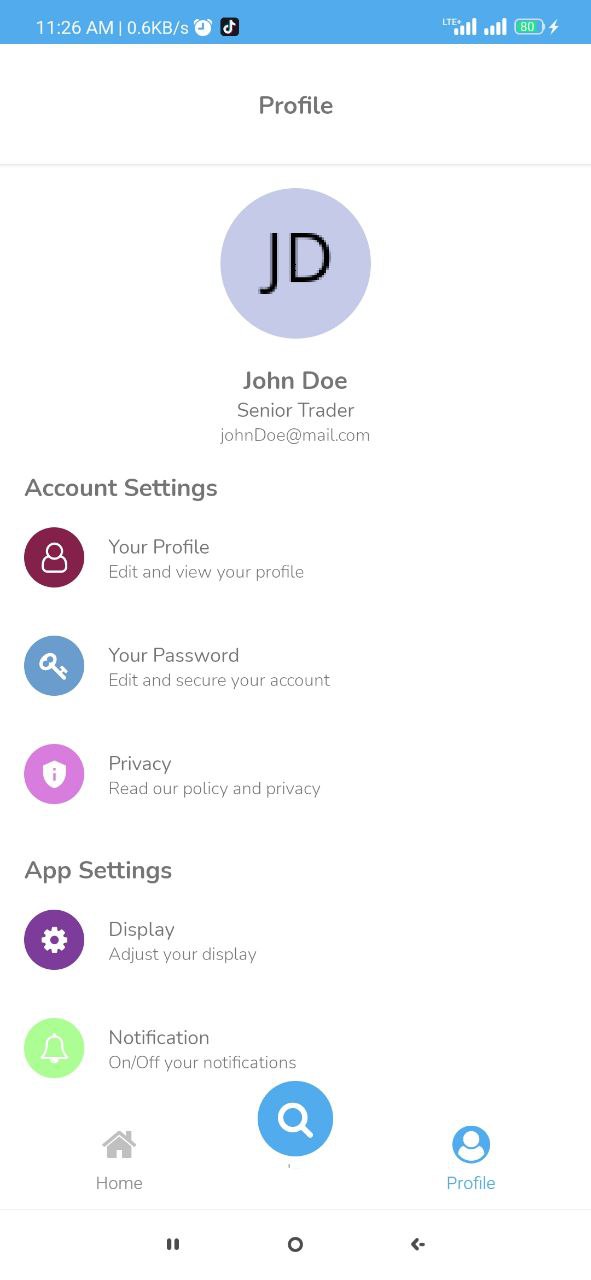 11:26 AM | 0.6KB/s
LTE+
80
Profile
JD
John Doe
Senior Trader
johnDoe@mail.com
Account Settings
Your Profile
Edit and view your profile
Your Password
Edit and secure your account
Privacy
Read our policy and privacy
App Settings
Display
Adjust your display
Notification
On/Off your notifications
Home
Profile